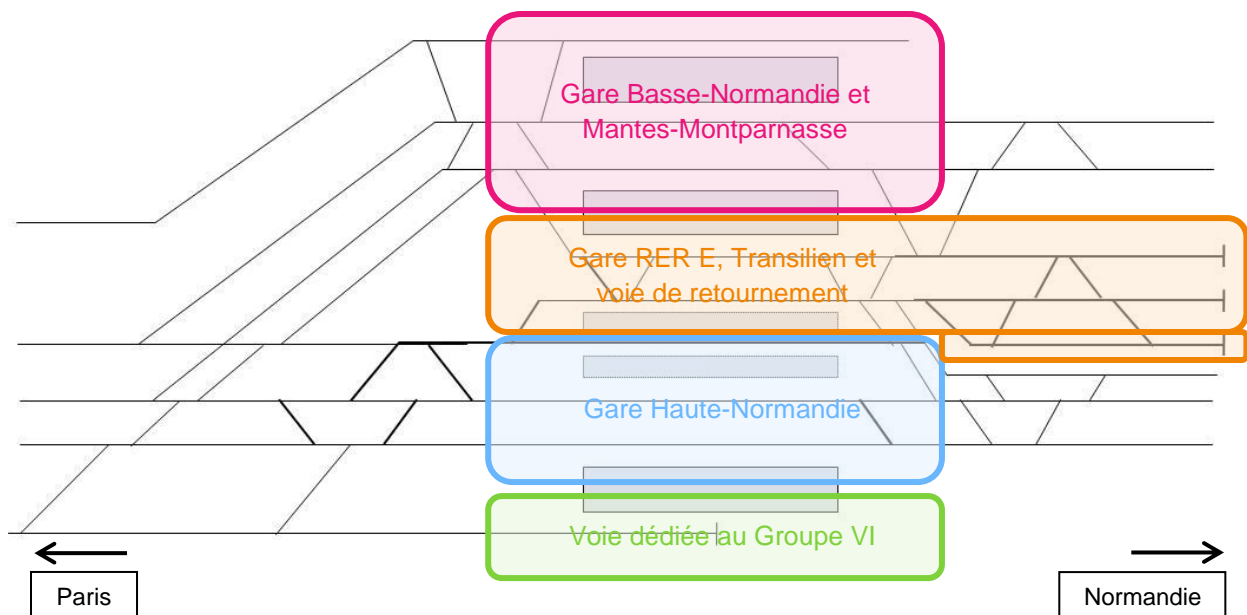 Gare Basse-Normandie et
Mantes-Montparnasse
Gare RER E, Transilien et
voie de retournement
Gare Haute-Normandie
Voie dédiée au Groupe VI
Paris
Normandie